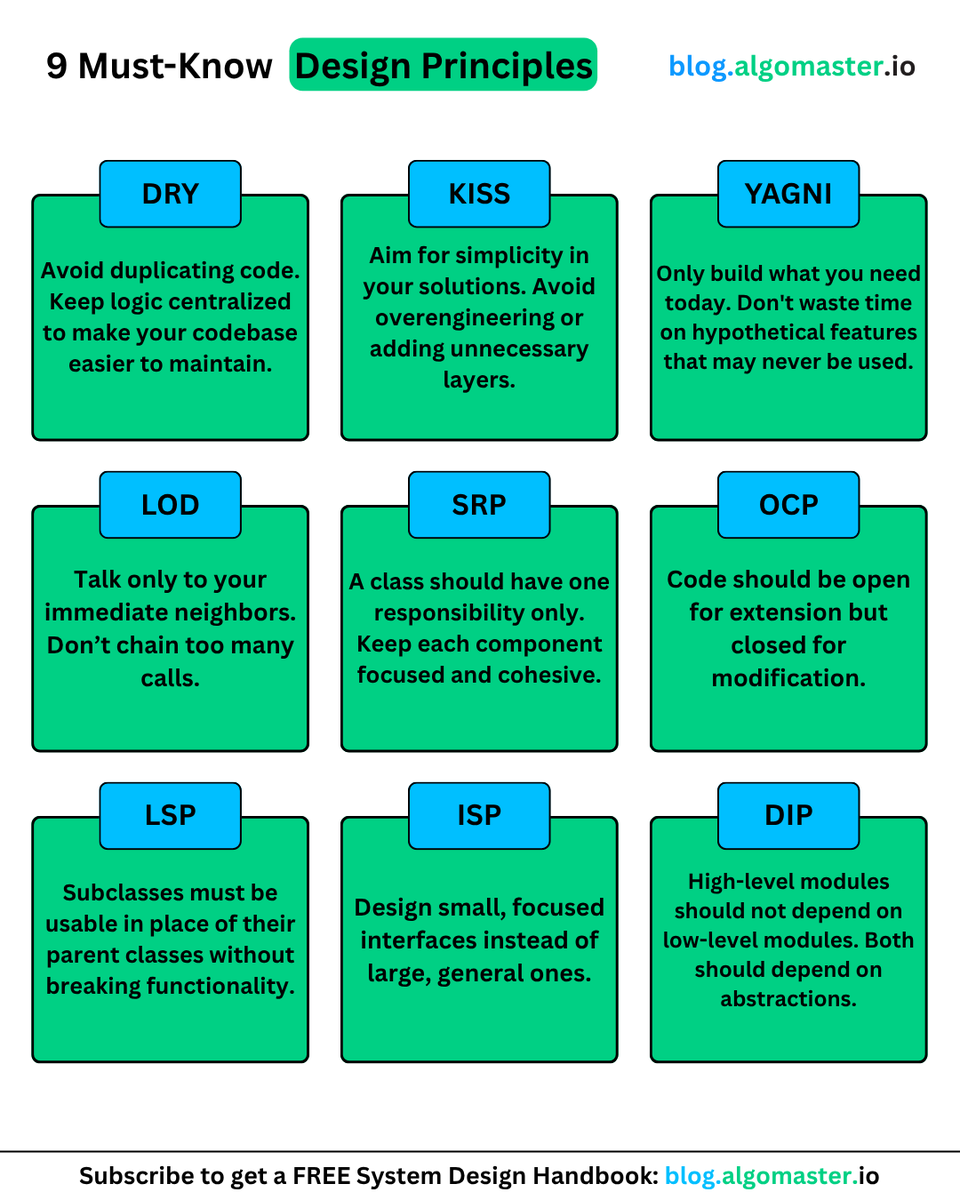 9 Must-Know Design Principles
blog.algomaster.io
DRY
Avoid duplicating code.
Keep logic centralized
to make your codebase
easier to maintain.
KISS
Aim for simplicity in
your solutions. Avoid
overengineering or
adding unnecessary
layers.
YAGNI
Only build what you need
today. Don't waste time
on hypothetical features
that may never be used.
LOD
Talk only to your
immediate neighbors.
Don’t chain too many
calls.
SRP
A class should have one
responsibility only.
Keep each component
focused and cohesive.
OCP
Code should be open
for extension but
closed for
modification.
LSP
Subclasses must be
usable in place of their
parent classes without
breaking functionality.
ISP
Design small, focused
interfaces instead of
large, general ones.
DIP
High-level modules
should not depend on
low-level modules. Both
should depend on
abstractions.
Subscribe to get a FREE System Design Handbook: blog.algomaster.io